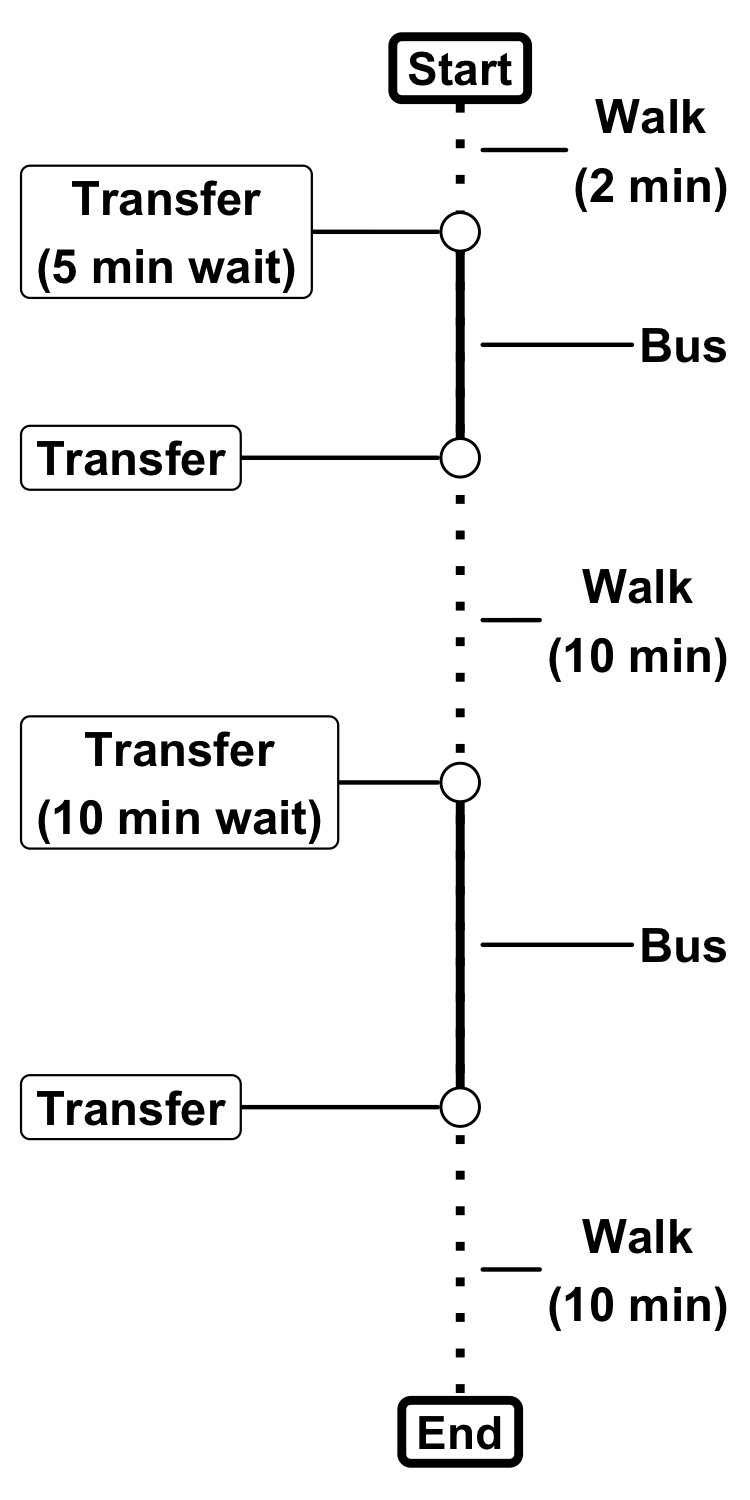 Start
Walk
(2 min)
Transfer
(5 min wait)
Bus
Transfer
Walk
(10 min)
Transfer
(10 min wait)
Bus
Transfer
Walk
(10 min)
End